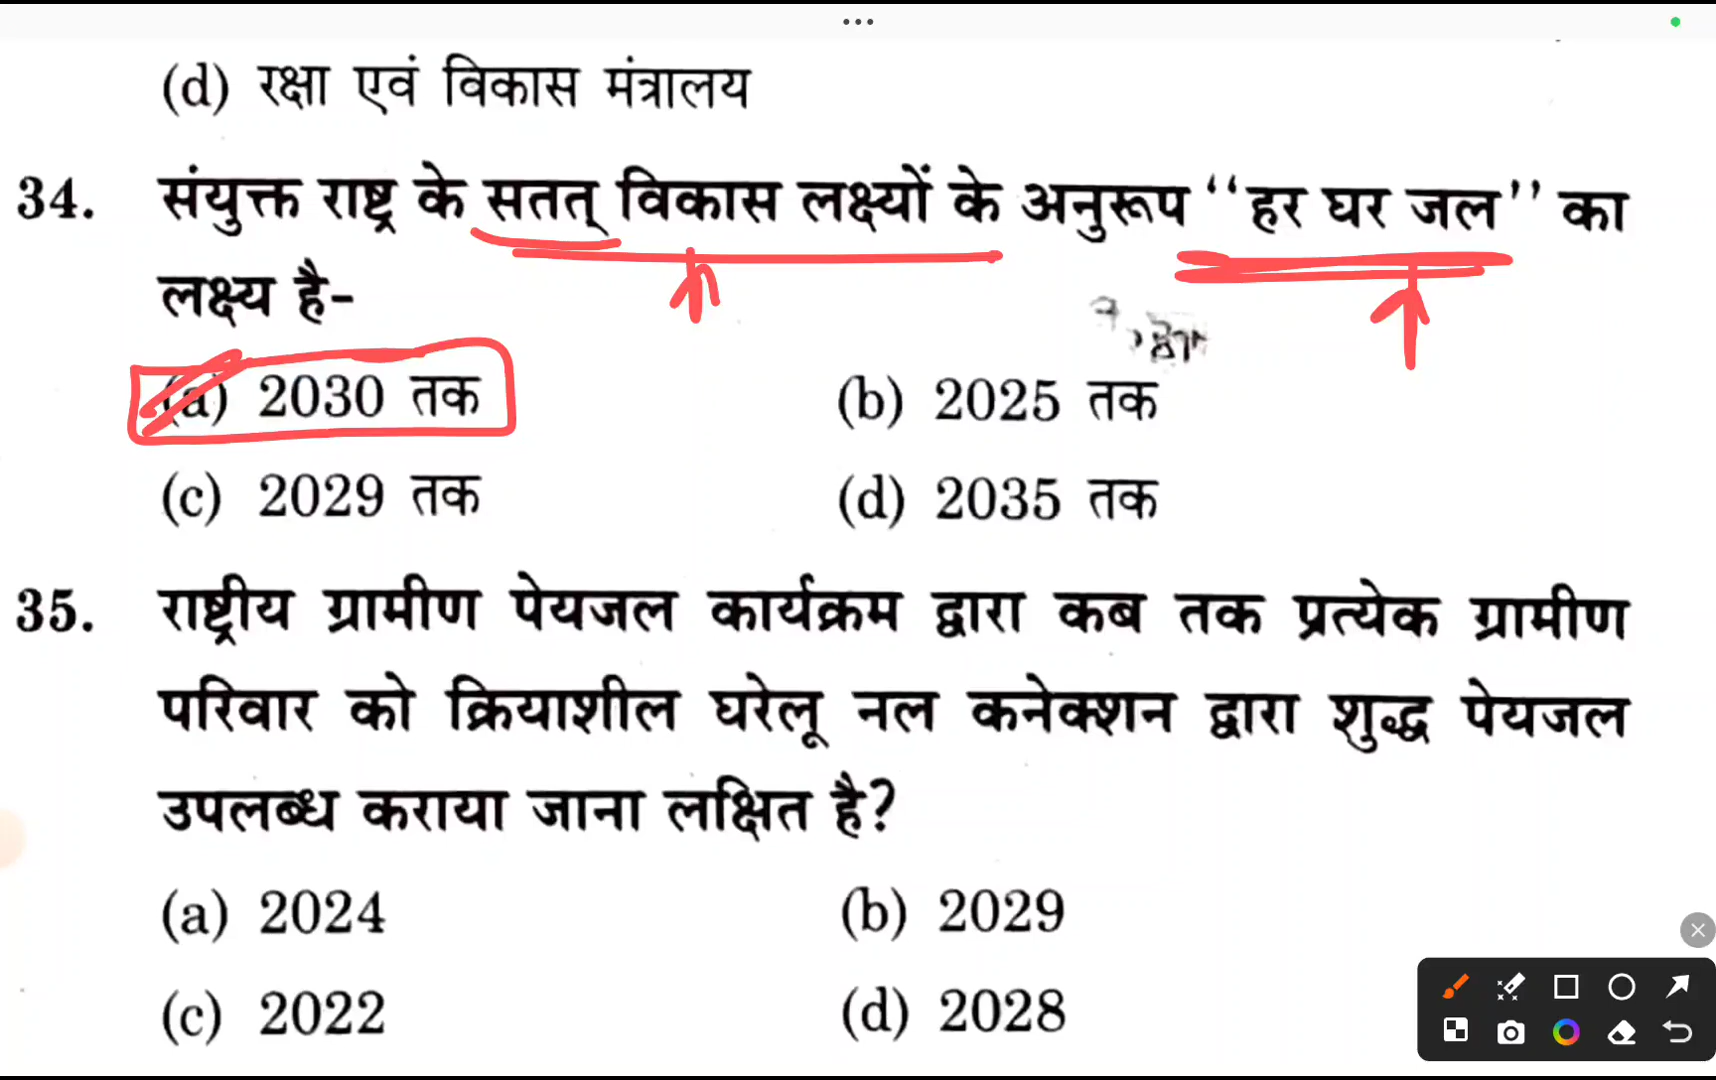 (d) रक्षा एवं विकास मंत्रालय
34. संयुक्त राष्ट्र के सतत् विकास लक्ष्यों के अनुरूप ‘‘हर घर जल’’ का
लक्ष्य है-
(a) 2030 तक (b) 2025 तक
(c) 2029 तक (d) 2035 तक
35. राष्ट्रीय ग्रामीण पेयजल कार्यक्रम द्वारा कब तक प्रत्येक ग्रामीण
परिवार को क्रियाशील घरेलू नल कनेक्शन द्वारा शुद्ध पेयजल
उपलब्ध कराया जाना लक्षित है?
(a) 2024 (b) 2029
(c) 2022 (d) 2028